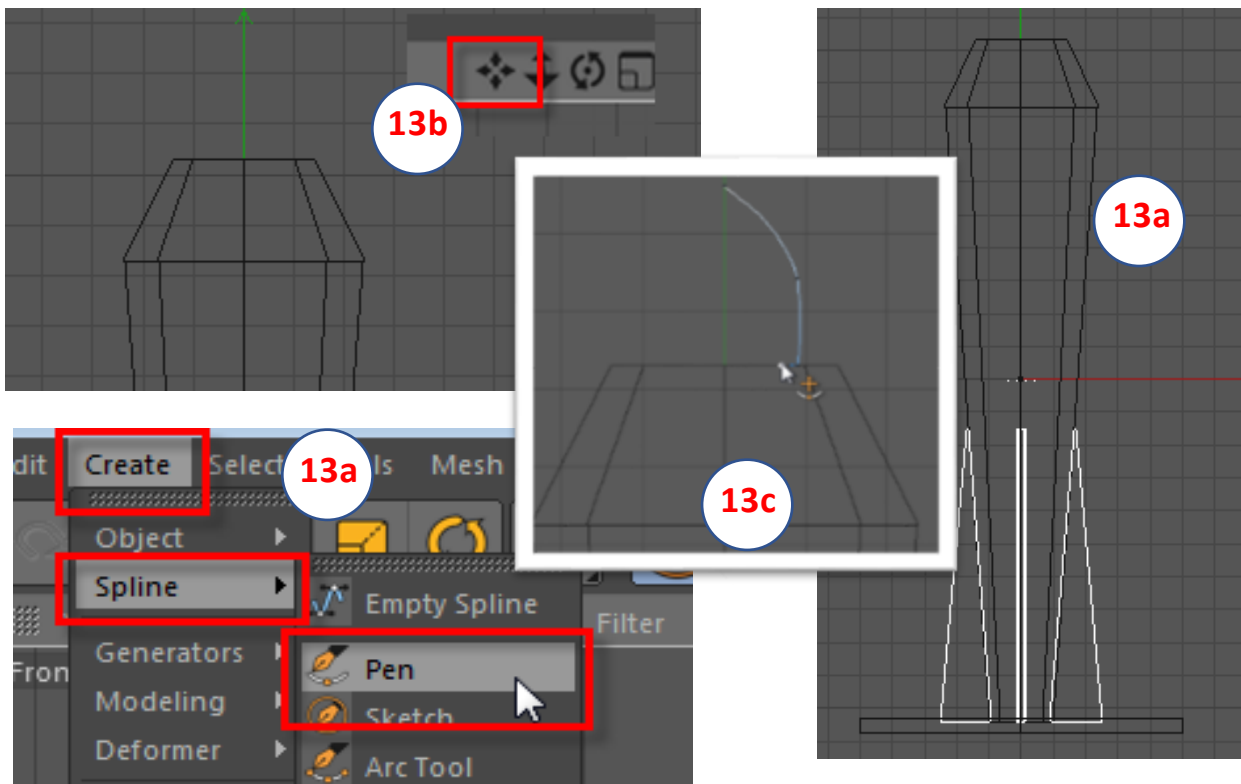 13b
13a
13c
dit Create Select 13a ls Mesh
Object
Spline
Empty Spline
Filter
Fron
Generators
Pen
Modeling
Sketch
Deformer
Arc Tool